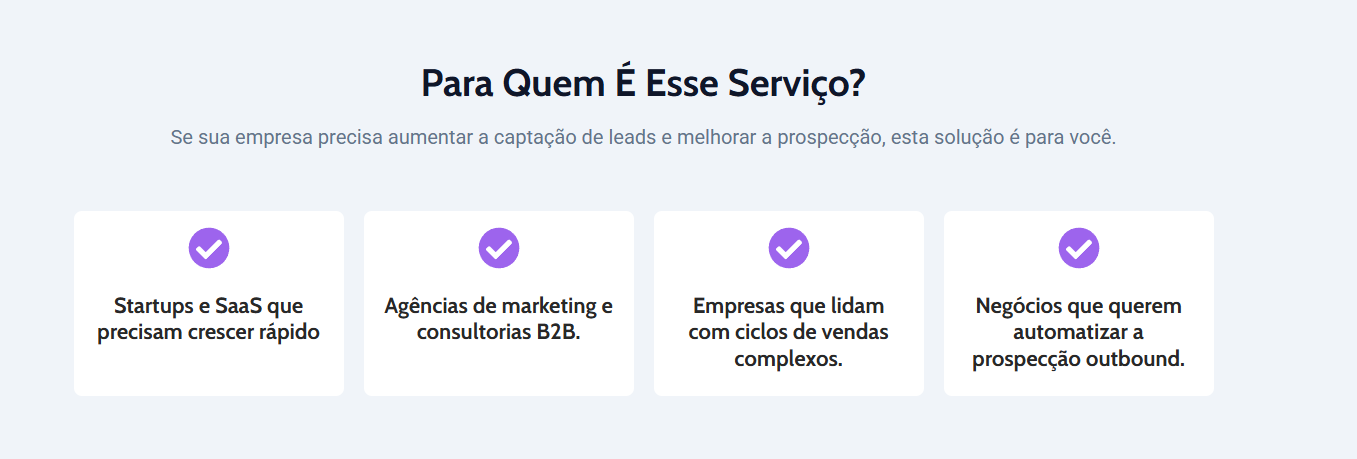 Para Quem É Esse Serviço?
Se sua empresa precisa aumentar a captação de leads e melhorar a prospecção, esta solução é para você.
Startups e SaaS que
precisam crescer rápido
Agências de marketing e
consultorias B2B.
Empresas que lidam
com ciclos de vendas
complexos.
Negócios que querem
automatizar a
prospecção outbound.